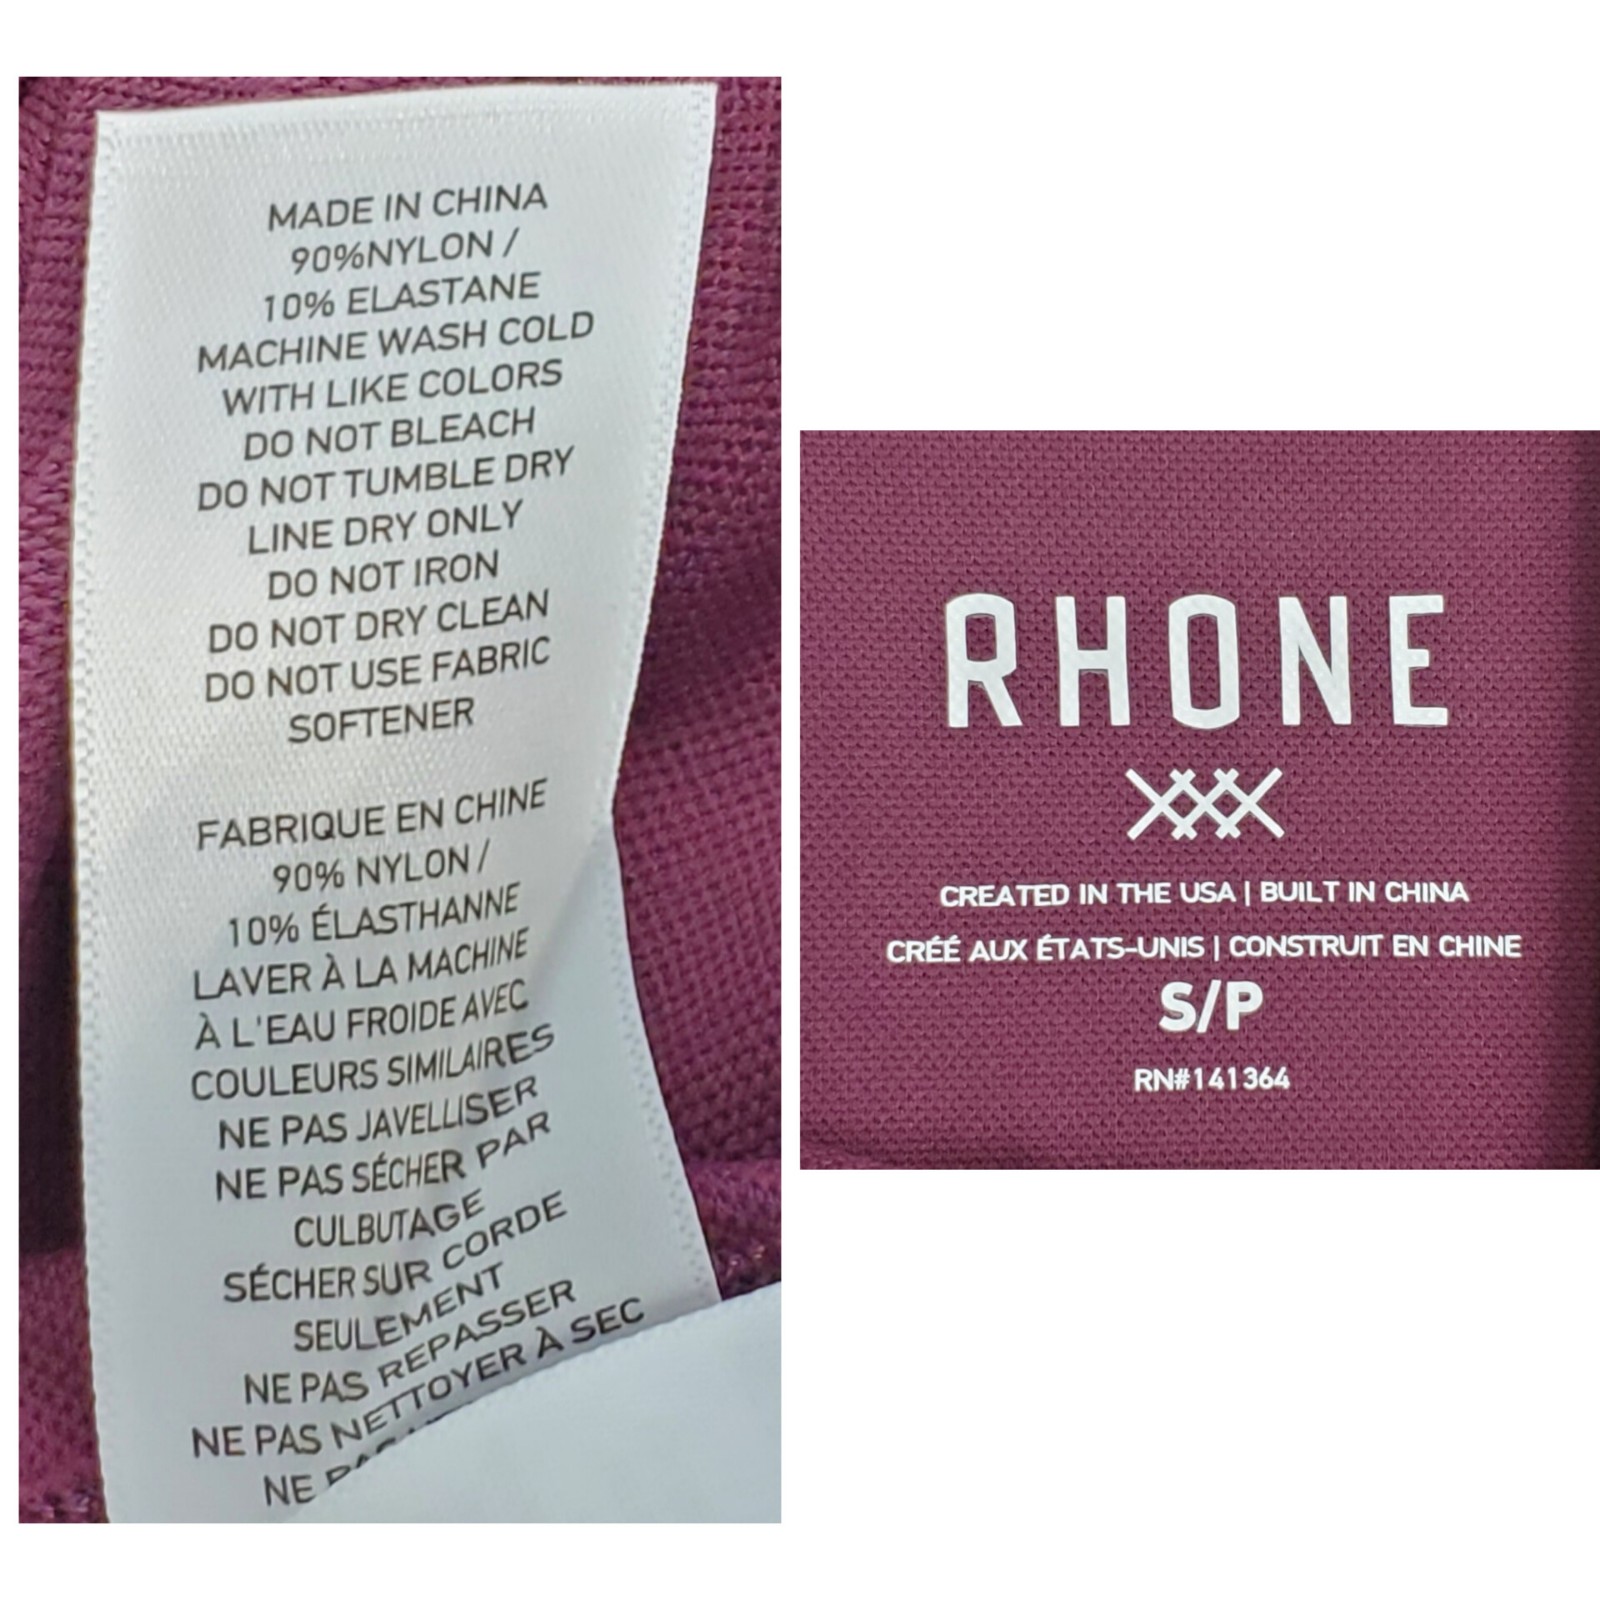 MADE IN CHINA
90%NYLON /
10% ELASTANE
MACHINE WASH COLD
WITH LIKE COLORS
DO NOT BLEACH
DO NOT TUMBLE DRY
LINE DRY ONLY
DO NOT IRON
DO NOT DRY CLEAN
DO NOT USE FABRIC
SOFTENER
FABRIQUE EN CHINE
90% NYLON /
10% ÉLASTHANNE
LAVER À LA MACHINE
À L'EAU FROIDE AVEC
COULEURS SIMILAIRES
NE PAS JAVELLISER
NE PAS SÉCHER PAR
CULBUTAGE
SÉCHER SUR CORDE
SEULEMENT
NE PAS REPASSER
NE PAS NETTOYER À SEC
NE
RHONE
CREATED IN THE USA | BUILT IN CHINA
CRÉÉ AUX ÉTATS-UNIS | CONSTRUIT EN CHINE
S/P
RN#141364